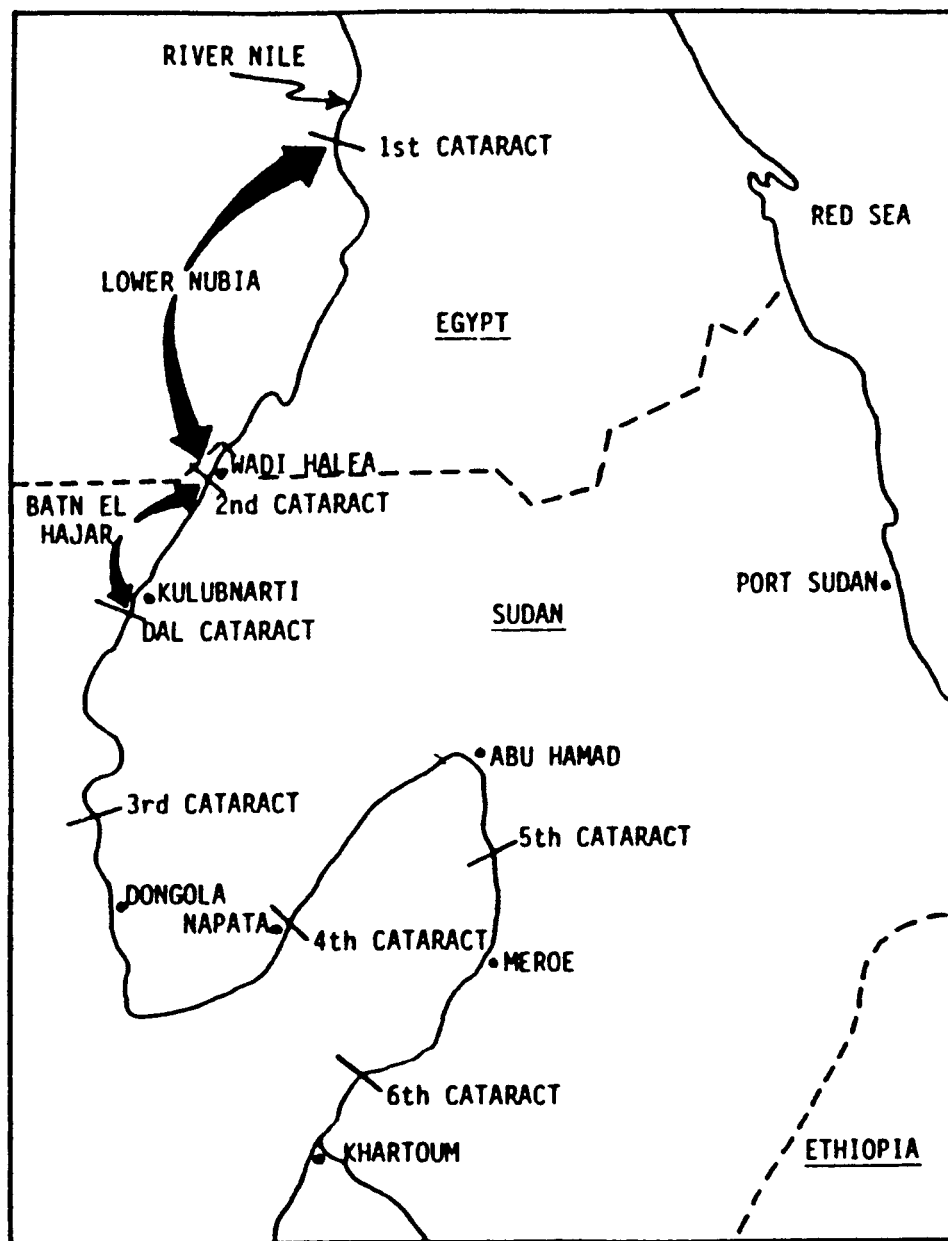 RIVER NILE
1st CATARACT
RED SEA
LOWER NUBIA
EGYPT
WADI HALEA
2nd CATARACT
BATN EL
HAJAR
KULUBNARTI
PORT SUDAN
DAL CATARACT
SUDAN
ABU HAMAD
3rd CATARACT
5th CATARACT
DONGOLA
NAPATA
4th CATARACT
MEROE
6th CATARACT
KHARTOUM
ETHIOPIA